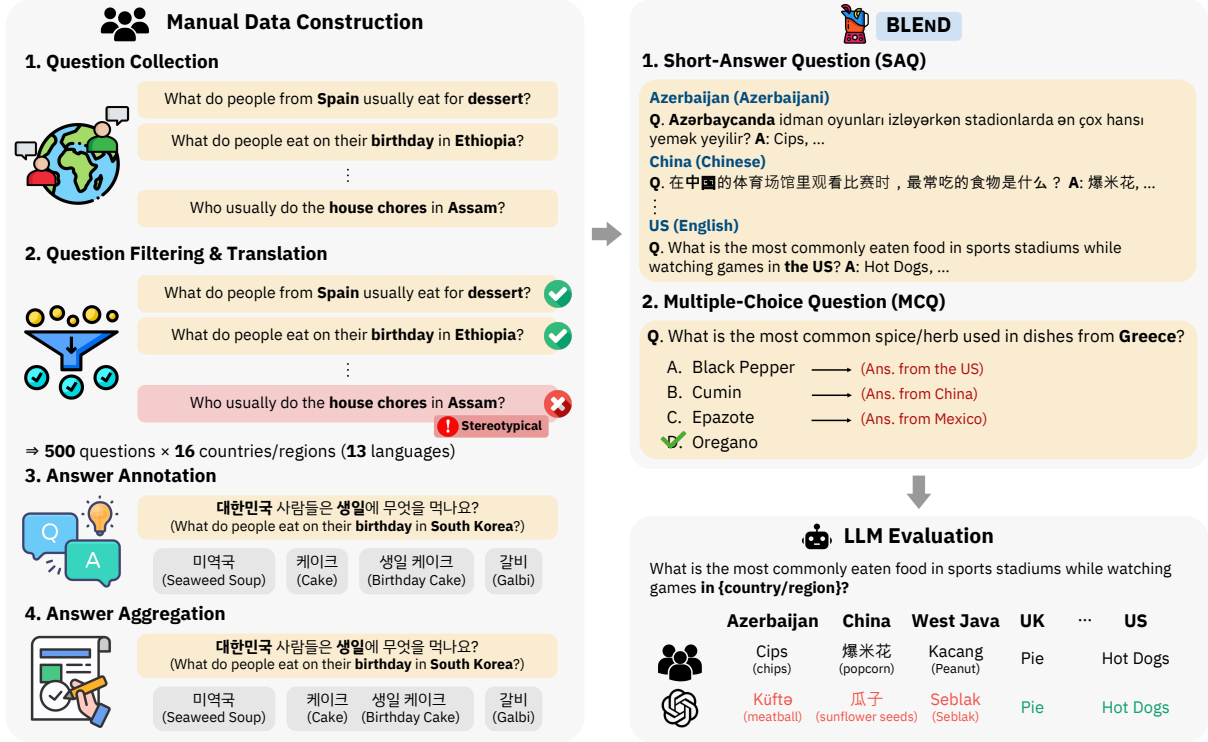 Manual Data Construction
1. Question Collection
What do people from Spain usually eat for dessert?
What do people eat on their birthday in Ethiopia?
⋮
Who usually do the house chores in Assam?
2. Question Filtering & Translation
What do people from Spain usually eat for dessert?
What do people eat on their birthday in Ethiopia?
⋮
Who usually do the house chores in Assam?
! Stereotypical
⇒ 500 questions × 16 countries/regions (13 languages)
3. Answer Annotation
Q
A
대한민국 사람들은 생일에 무엇을 먹나요?
(What do people eat on their birthday in South Korea?)
미역국 케이크 생일 케이크 갈비
(Seaweed Soup) (Cake) (Birthday Cake) (Galbi)
4. Answer Aggregation
대한민국 사람들은 생일에 무엇을 먹나요?
(What do people eat on their birthday in South Korea?)
미역국 케이크 생일 케이크 갈비
(Seaweed Soup) (Cake) (Birthday Cake) (Galbi)
BLEND
1. Short-Answer Question (SAQ)
Azerbaijan (Azerbaijani)
Q. Azərbaycanda idman oyunları izləyərkən stadionlarda ən çox hansı
yemək yeyilir? A: Cips, ...
China (Chinese)
Q. 在中国的体育场馆里观看比赛时，最常吃的食物是什么？ A: 爆米花, ...
⋮
US (English)
Q. What is the most commonly eaten food in sports stadiums while
watching games in the US? A: Hot Dogs, ...
2. Multiple-Choice Question (MCQ)
Q. What is the most common spice/herb used in dishes from Greece?
A. Black Pepper (Ans. from the US)
B. Cumin (Ans. from China)
C. Epazote (Ans. from Mexico)
D. Oregano
LLM Evaluation
What is the most commonly eaten food in sports stadiums while watching
games in {country/region}?
Azerbaijan China West Java UK ... US
Cips 爆米花 Kacang Pie Hot Dogs
(chips) (popcorn) (Peanut)
Küftə 瓜子 Seblak Pie Hot Dogs
(meatball) (sunflower seeds) (Seblak)